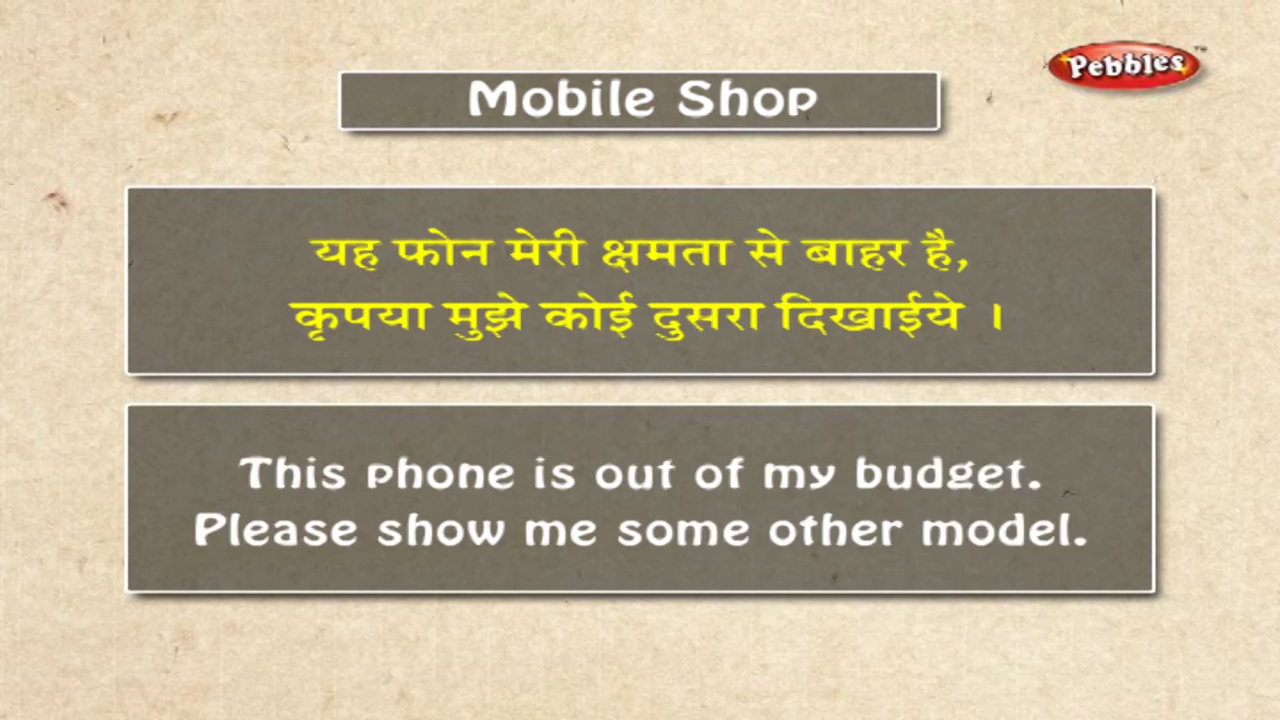 Pebbles™
Mobile Shop
यह फोन मेरी क्षमता से बाहर है,
कृपया मुझे कोई दुसरा दिखाईये ।
This phone is out of my budget.
Please show me some other model.